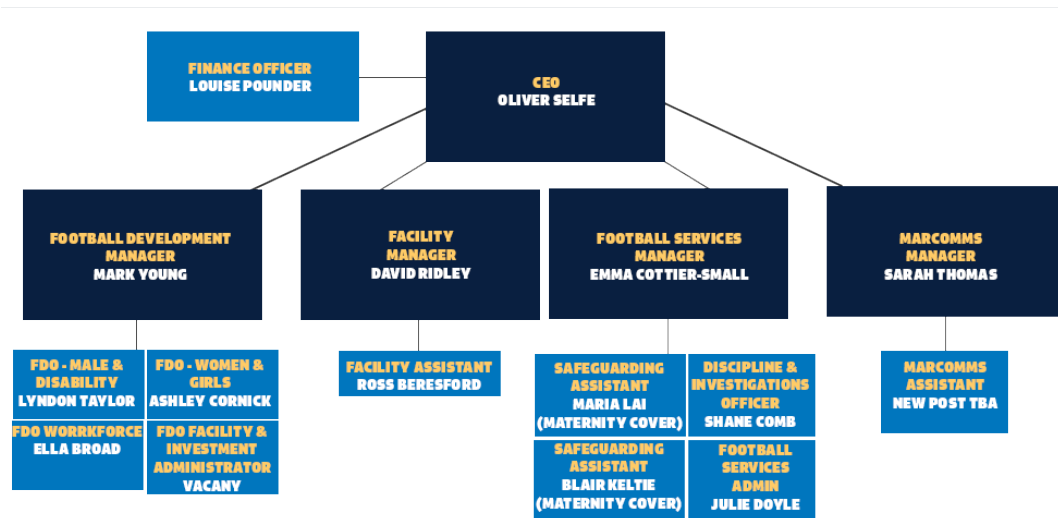 FINANCE OFFICER
LOUISE POUNDER
CEO
OLIVER SELFE
FOOTBALL DEVELOPMENT
MANAGER
MARK YOUNG
FACILITY
MANAGER
DAVID RIDLEY
FOOTBALL SERVICES
MANAGER
EMMA COTTIER-SMALL
MARCOMMS
MANAGER
SARAH THOMAS
FDO - MALE &
DISABILITY
LYNDON TAYLOR
FDO - WOMEN &
GIRLS
ASHLEY CORNICK
FDO WORRKFORCE
ELLA BROAD
FDO FACILITY &
INVESTMENT
ADMINISTRATOR
VACANY
FACILITY ASSISTANT
ROSS BERESFORD
SAFEGUARDING
ASSISTANT
MARIA LAI
(MATERNITY COVER)
DISCIPLINE &
INVESTIGATIONS
OFFICER
SHANE COMB
SAFEGUARDING
ASSISTANT
BLAIR KELTIE
(MATERNITY COVER)
FOOTBALL
SERVICES
ADMIN
JULIE DOYLE
MARCOMMS
ASSISTANT
NEW POST TBA